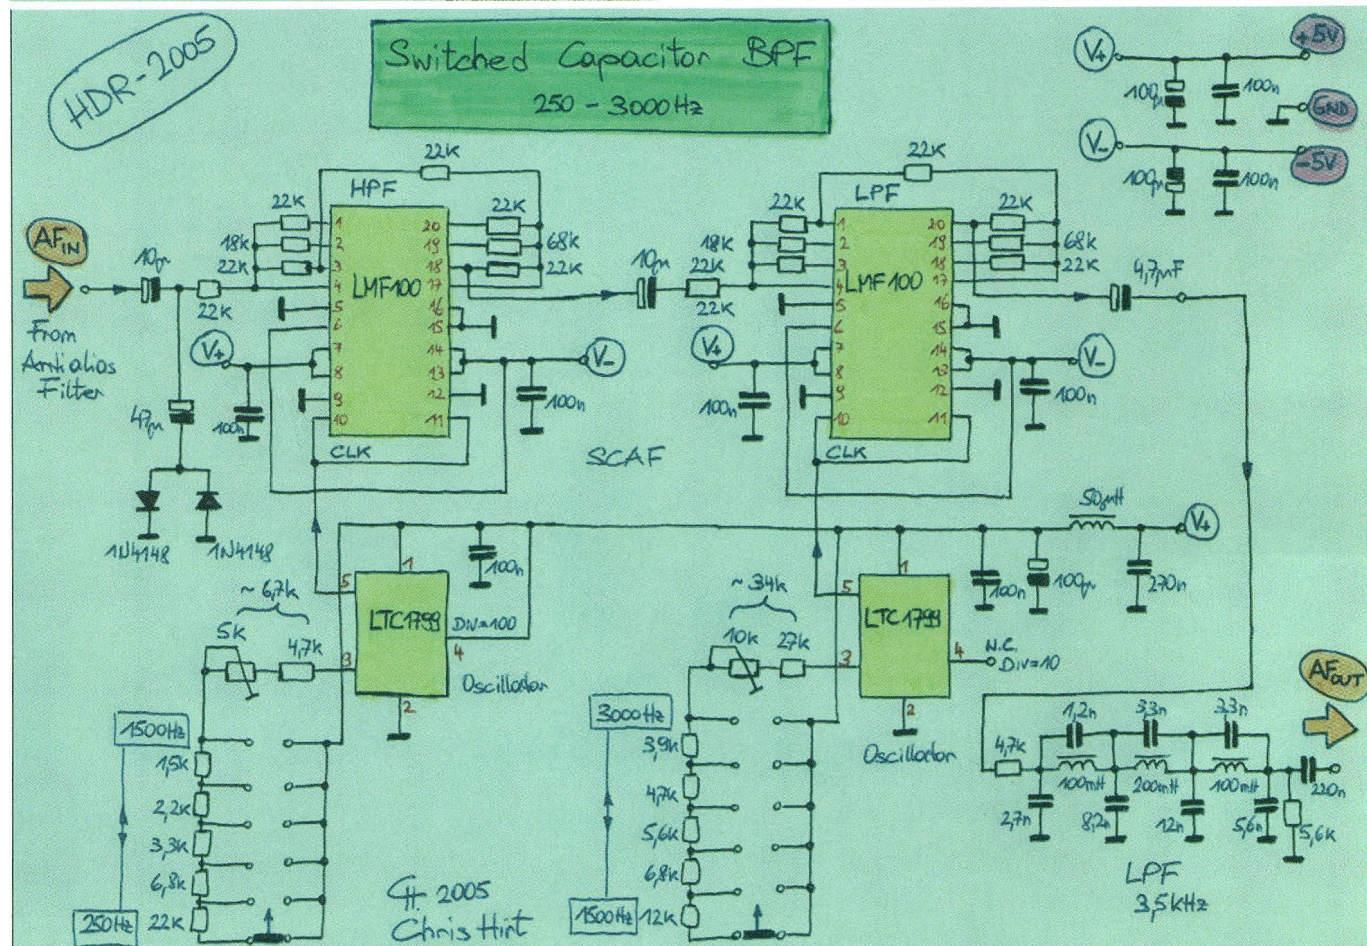 HDR-2005
Switched Capacitor BPF
250 - 3000Hz
V+
+5V
100µ
100n
GND
V-
-5V
100µ
100n
22K
HPF
22K
18K
22K
22K
1
2
3
4
5
6
7
8
9
10
20
19
18
17
16
15
14
13
12
11
LMF100
22K
68K
22K
AF IN
10µ
From
Antialias
Filter
V+
100n
47µ
1N4148
1N4148
V-
100n
CLK
SCAF
22K
LPF
22K
18K
22K
22K
10µ
1
2
3
4
5
6
7
8
9
10
20
19
18
17
16
15
14
13
12
11
LMF100
22K
68K
22K
4,7µF
V+
100n
V-
100n
CLK
50µH
V+
100n
100µ
270n
100n
~ 6,7k
5k
4,7k
5
1
3
4
2
LTC1799
Div=100
Oscillator
1500Hz
1,5k
2,2k
3,3k
6,8k
22K
250Hz
~ 34k
10k
27k
5
1
3
4
2
LTC1799
N.C.
Div=10
Oscillator
3000Hz
3,9k
4,7k
5,6k
6,8k
12K
1500Hz
CH 2005
Chris Hirt
AF OUT
4,7k
1,2n
3,3n
3,3n
100mH
200mH
100mH
220n
2,7n
8,2n
12n
5,6n
5,6k
LPF
3,5kHz